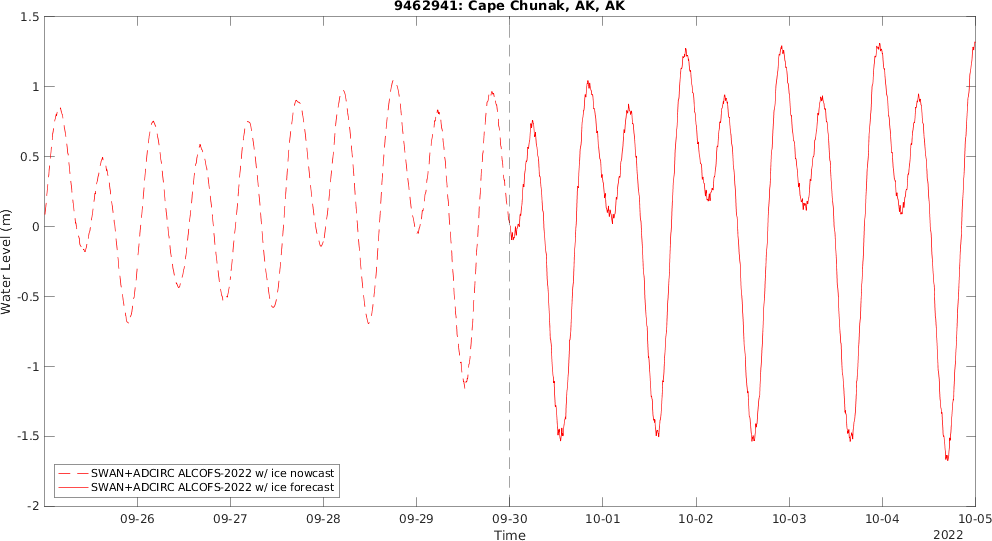 9462941: Cape Chunak, AK, AK
1.5
1
0.5
0
-0.5
-1
-1.5
-2
Water Level (m)
SWAN+ADCIRC ALCOFS-2022 w/ ice nowcast
SWAN+ADCIRC ALCOFS-2022 w/ ice forecast
09-26 09-27 09-28 09-29 09-30 10-01 10-02 10-03 10-04 10-05
Time
2022